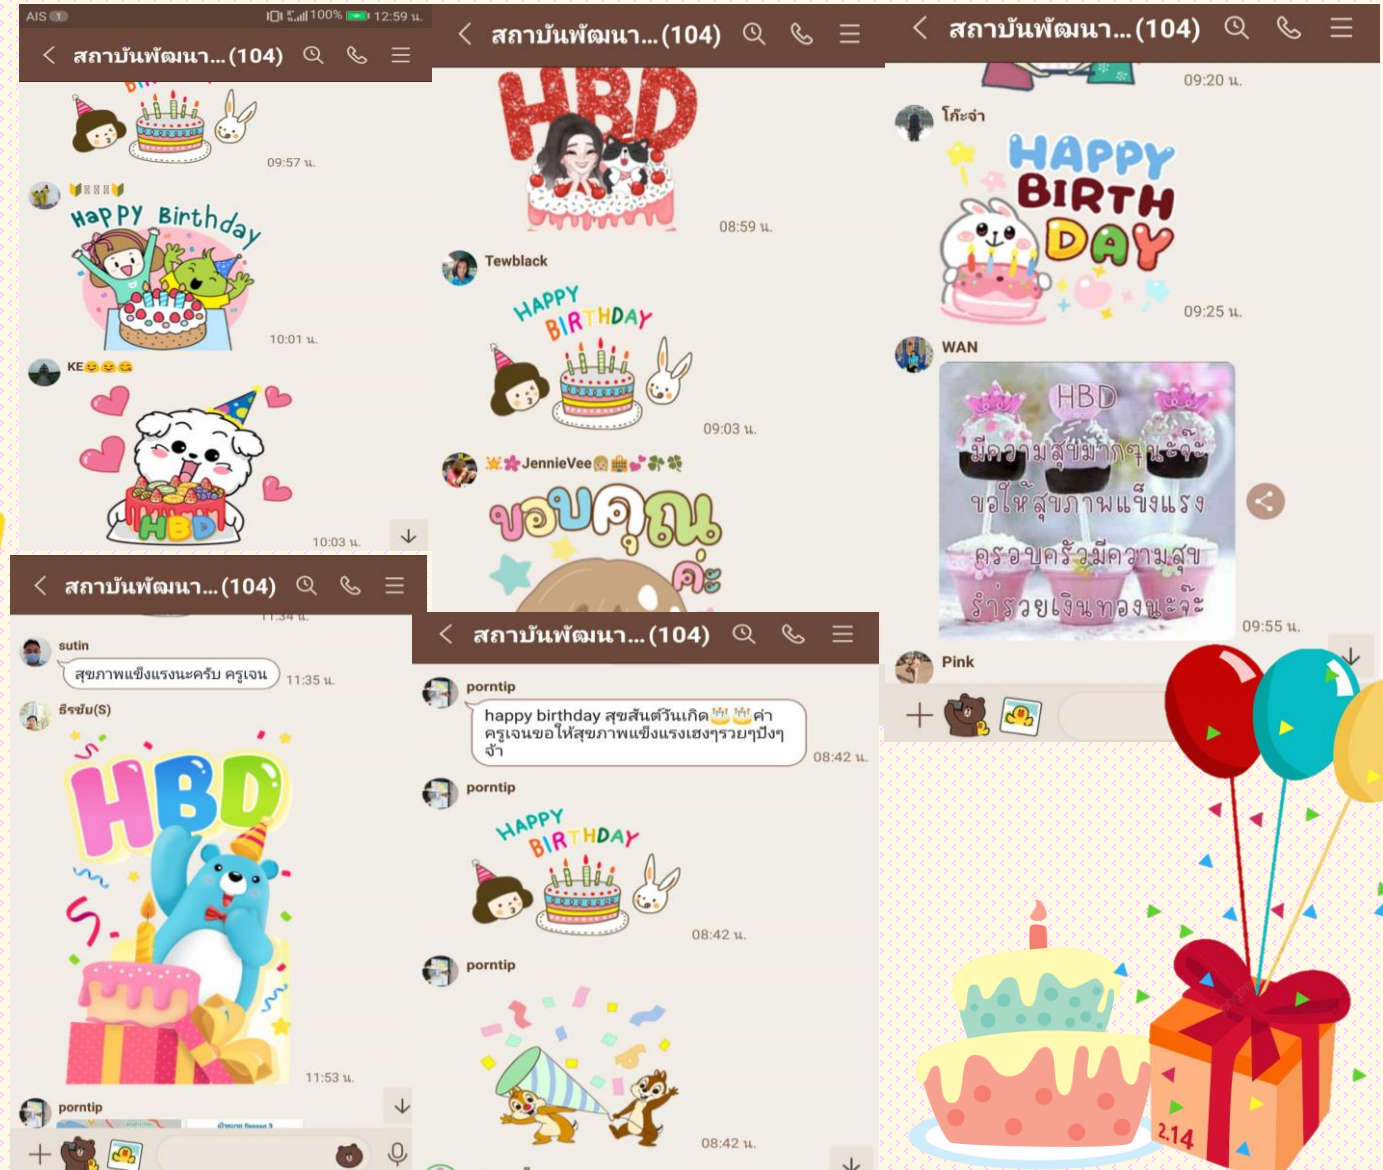 AIS 1 100% 12:59 น.
สถาบันพัฒนา...(104)
09:57 น.
Happy Birthday
10:01 น.
KE
HBD
10:03 น.
สถาบันพัฒนา...(104)
HBD
08:59 น.
Tewblack
HAPPY
BIRTHDAY
09:03 น.
JennieVee
ขอบคุณ
ค่ะ
สถาบันพัฒนา...(104)
09:20 น.
โก๊ะจ๋า
HAPPY
BIRTH
DAY
09:25 น.
WAN
HBD
มีความสุขมากๆนะจ๊ะ
ขอให้สุขภาพแข็งแรง
ครอบครัวมีความสุข
ร่ำรวยเงินทองนะจ๊ะ
09:55 น.
Pink
สถาบันพัฒนา...(104)
11:34 น.
sutin
สุขภาพแข็งแรงนะครับ ครูเจน
11:35 น.
ธีรชัย(S)
HBD
11:53 น.
porntip
สถาบันพัฒนา...(104)
porntip
happy birthday สุขสันต์วันเกิด🎂🎂ค่า
ครูเจนขอให้สุขภาพแข็งแรงเฮงๆรวยๆปังๆ
จ้า
08:42 น.
porntip
HAPPY
BIRTHDAY
08:42 น.
porntip
08:42 น.
2.14